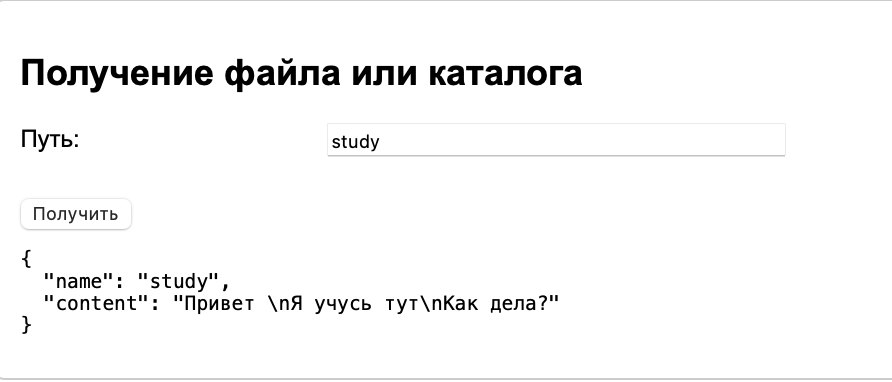 Получение файла или каталога
Путь:
study
Получить
{
  "name": "study",
  "content": "Привет \nЯ учусь тут\nКак дела?"
}